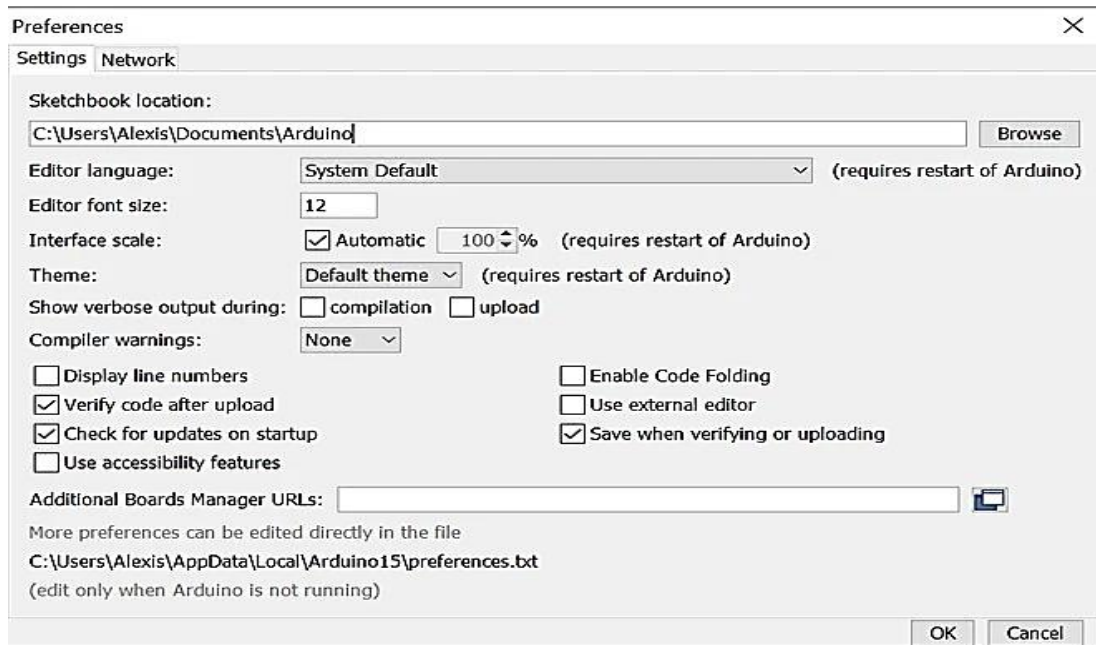 Preferences
Settings Network
Sketchbook location:
C:\Users\Alexis\Documents\Arduino Browse
Editor language: System Default (requires restart of Arduino)
Editor font size: 12
Interface scale: Automatic 100 % (requires restart of Arduino)
Theme: Default theme (requires restart of Arduino)
Show verbose output during: compilation upload
Compiler warnings: None
Display line numbers Enable Code Folding
Verify code after upload Use external editor
Check for updates on startup Save when verifying or uploading
Use accessibility features
Additional Boards Manager URLs:
More preferences can be edited directly in the file
C:\Users\Alexis\AppData\Local\Arduino15\preferences.txt
(edit only when Arduino is not running)
OK Cancel